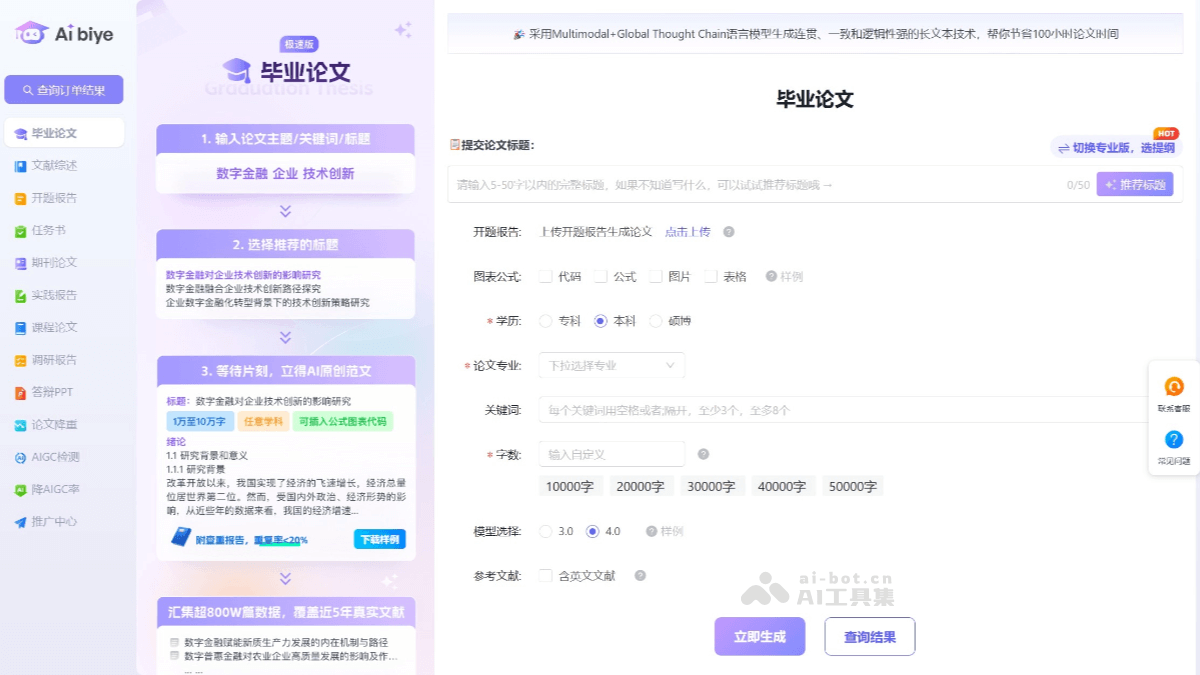 Ai biye
查询订单结果
毕业论文
文献综述
开题报告
任务书
期刊论文
实践报告
课程论文
调研报告
答辩PPT
论文降重
AIGC检测
降AIGC率
推广中心
极速版
毕业论文
Graduation Thesis
1. 输入论文主题/关键词/标题
数字金融 企业 技术创新
2. 选择推荐的标题
数字金融对企业技术创新的影响研究
数字金融融合企业技术创新路径探究
企业数字金融化转型背景下的技术创新策略研究
3. 等待片刻，立得AI原创范文
标题：数字金融对企业技术创新的影响研究
1万至10万字 任意学科 可插入公式图表代码
绪论
1.1 研究背景和意义
1.1.1 研究背景
改革开放以来，我国实现了经济的飞速增长，经济总量
位居世界第二位。然而，受国内外政治、经济形势的影
响，从近些年的数据来看，我国的经济增速...
附查重报告，重复率<20% 下载样例
汇集超800W篇数据，覆盖近5年真实文献
数字金融赋能新质生产力发展的内在机制与路径
数字普惠金融对农业企业高质量发展的影响及作...
采用Multimodal+Global Thought Chain语言模型生成连贯、一致和逻辑性强的长文本技术，帮你节省100小时论文时间
毕业论文
提交论文标题：
HOT
切换专业版，选提纲
请输入5-50字以内的完整标题，如果不知道写什么，可以试试推荐标题哦→ 0/50 推荐标题
开题报告: 上传开题报告生成论文 点击上传 ?
图表公式: 代码 公式 图片 表格 ? 样例
* 学历: 专科 本科 硕博
* 论文专业: 下拉选择专业
关键词: 每个关键词用空格或者;隔开，至少3个，至多8个
* 字数: 输入自定义 ?
10000字 20000字 30000字 40000字 50000字
模型选择: 3.0 4.0 ? 样例
参考文献: 含英文文献 ?
ai-bot.cn
AI工具集
立即生成 查询结果
联系客服
?
常见问题